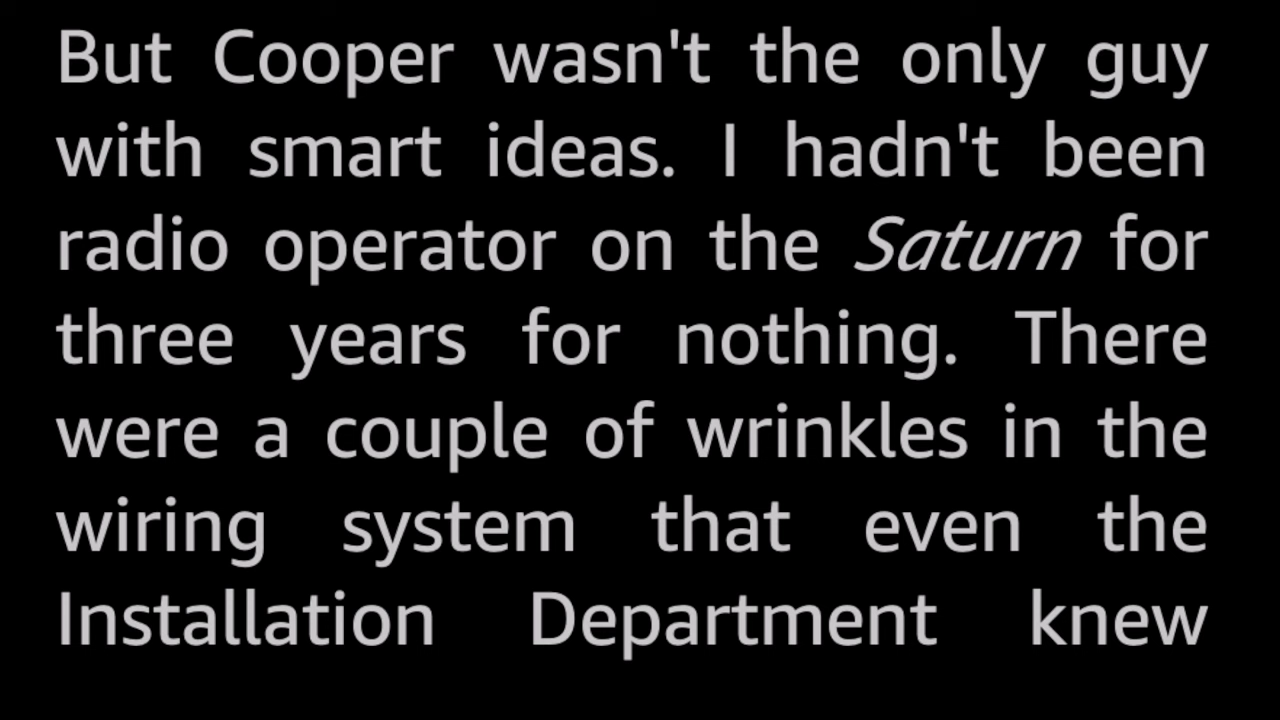 But Cooper wasn't the only guy
with smart ideas. I hadn't been
radio operator on the Saturn for
three years for nothing. There
were a couple of wrinkles in the
wiring system that even the
Installation Department knew